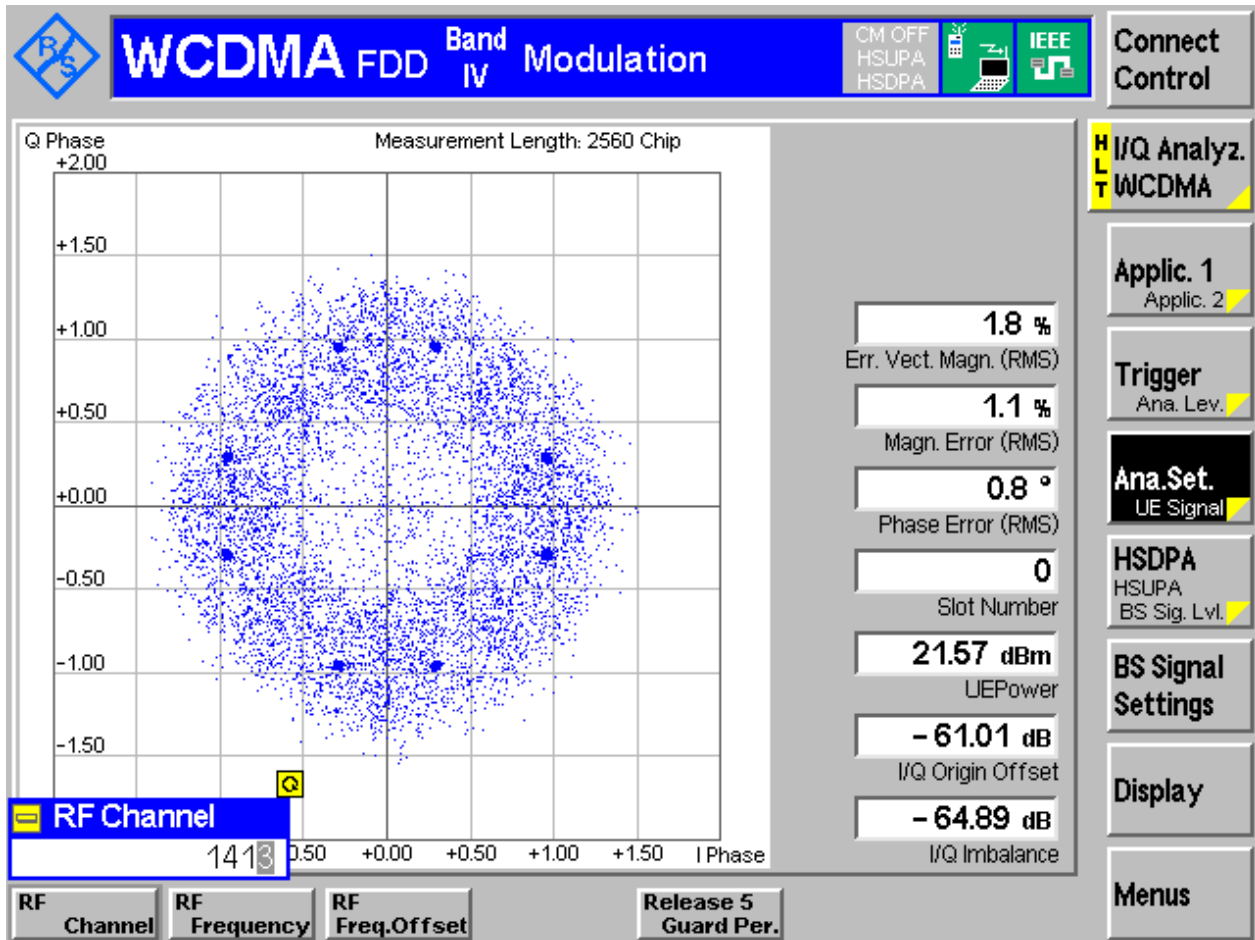 R/S
WCDMA FDD Band IV Modulation
CM OFF
HSUPA
HSDPA
IEEE
Connect Control
Q Phase
Measurement Length: 2560 Chip
+2.00
+1.50
+1.00
+0.50
+0.00
-0.50
-1.00
-1.50
Q
RF Channel
1413
0.50 +0.00 +0.50 +1.00 +1.50 I Phase
1.8 %
Err. Vect. Magn. (RMS)
1.1 %
Magn. Error (RMS)
0.8 °
Phase Error (RMS)
0
Slot Number
21.57 dBm
UEPower
- 61.01 dB
I/Q Origin Offset
- 64.89 dB
I/Q Imbalance
HLT
I/Q Analyz.
WCDMA
Applic. 1
Applic. 2
Trigger
Ana. Lev.
Ana.Set.
UE Signal
HSDPA
HSUPA
BS Sig. Lvl.
BS Signal
Settings
Display
Menus
RF Channel
RF Frequency
RF Freq.Offset
Release 5 Guard Per.